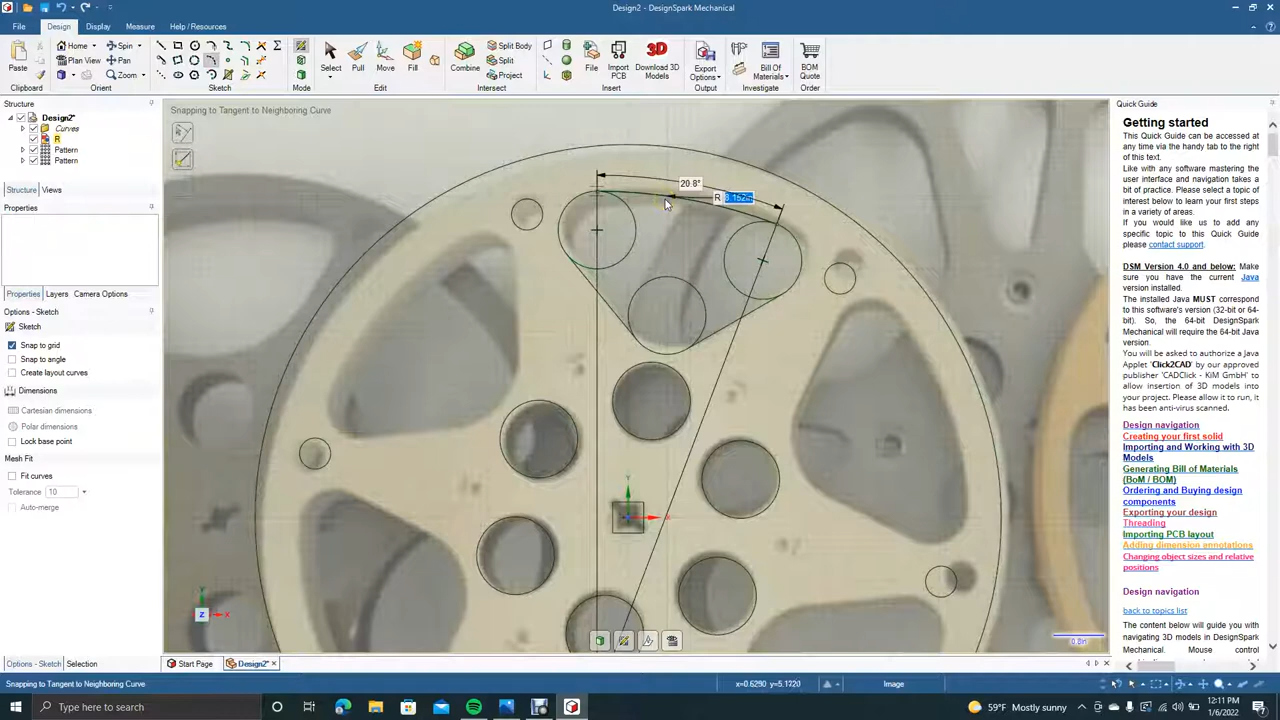 Design2 - DesignSpark Mechanical
File
Design
Display
Measure
Help / Resources
Paste
Home
Spin
Plan View
Pan
Zoom
Σ
Select
Pull
Move
Fill
Combine
Split Body
Split
Project
File
Import PCB
Download 3D Models
3D
Export Options
Bill Of Materials
BOM Quote
Clipboard
Orient
Sketch
Mode
Edit
Intersect
Insert
Output
Investigate
Order
Structure
Design2*
Curves
R
Pattern
Pattern
Structure
Views
Properties
Properties
Layers
Camera Options
Options - Sketch
Sketch
Snap to grid
Snap to angle
Create layout curves
Dimensions
Cartesian dimensions
Polar dimensions
Lock base point
Mesh Fit
Fit curves
Tolerance
10
Auto-merge
Options - Sketch
Selection
Snapping to Tangent to Neighboring Curve
20.8°
R
Y
X
Y
Z
X
0.8in
Start Page
Design2*
Quick Guide
Getting started
This Quick Guide can be accessed at
any time via the handy tab to the right
of this text.
Like with any software mastering the
user interface and navigation takes a
bit of practice. Please select a topic of
interest below to learn your first steps
in a variety of areas.
If you would like us to add any
specific topic to this Quick Guide
please contact support.
DSM Version 4.0 and below: Make
sure you have the current Java
version installed.
The installed Java MUST correspond
to this software's version (32-bit or 64-
bit). So, the 64-bit DesignSpark
Mechanical will require the 64-bit Java
version.
You will be asked to authorize a Java
Applet 'Click2CAD' by our approved
publisher 'CADClick - KiM GmbH' to
allow insertion of 3D models into
your project. Please allow it to run, it
has been anti-virus scanned.
Design navigation
Creating your first solid
Importing and Working with 3D
Models
Generating Bill of Materials
(BoM / BOM)
Ordering and Buying design
components
Exporting your design
Threading
Importing PCB layout
Adding dimension annotations
Changing object sizes and relative
positions
Design navigation
back to topics list
The content below will guide you with
navigating 3D models in DesignSpark
Mechanical. Mouse control
Snapping to Tangent to Neighboring Curve
x=0.6290 y=5.1720
Image
Type here to search
59°F Mostly sunny
12:11 PM
1/6/2022